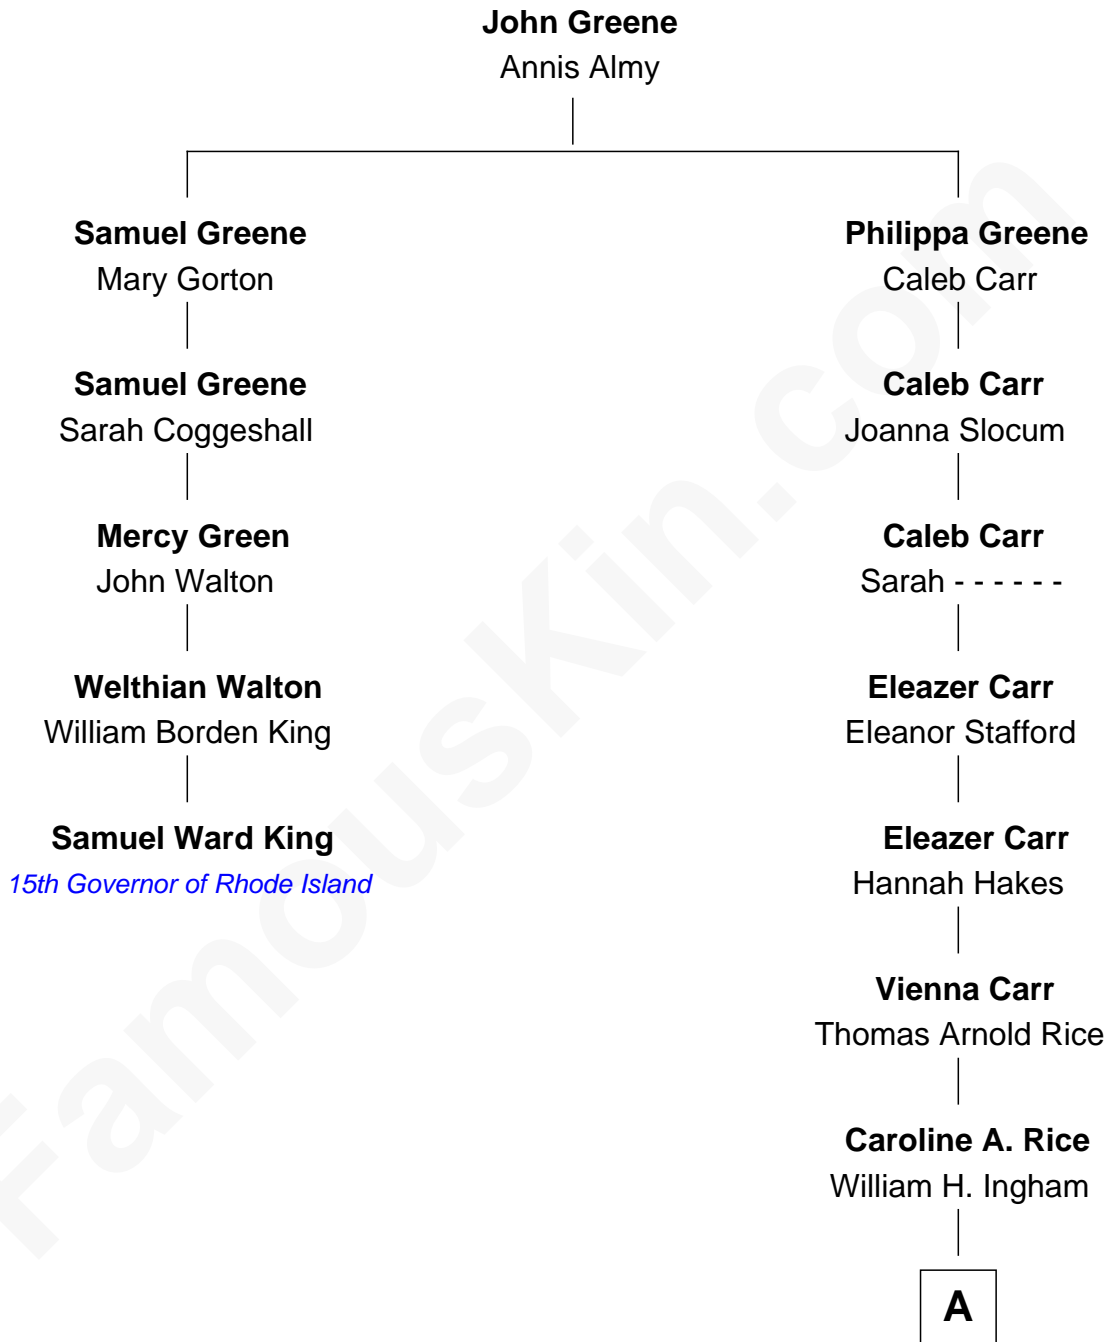 John Greene
Annis Almy
Samuel Greene
Mary Gorton
Philippa Greene
Caleb Carr
Samuel Greene
Sarah Coggeshall
Caleb Carr
Joanna Slocum
Mercy Green
John Walton
Caleb Carr
Sarah - - - - - -
Welthian Walton
William Borden King
Eleazer Carr
Eleanor Stafford
Samuel Ward King
15th Governor of Rhode Island
Eleazer Carr
Hannah Hakes
Vienna Carr
Thomas Arnold Rice
Caroline A. Rice
William H. Ingham
A
FamousKin.com